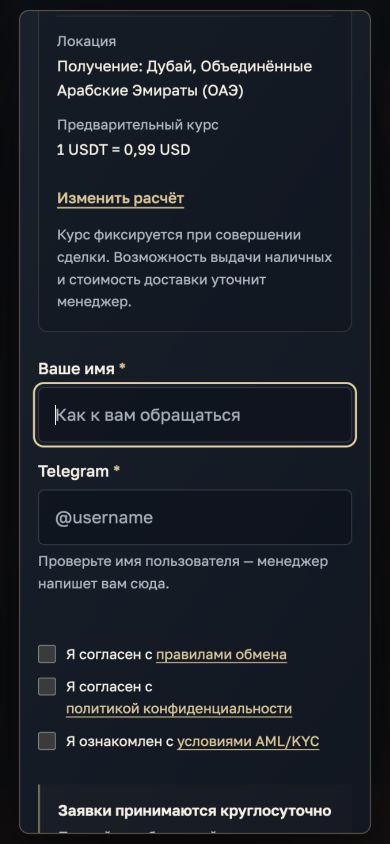 Локация
Получение: Дубай, Объединённые
Арабские Эмираты (ОАЭ)
Предварительный курс
1 USDT = 0,99 USD
Изменить расчёт
Курс фиксируется при совершении
сделки. Возможность выдачи наличных
и стоимость доставки уточнит
менеджер.
Ваше имя *
Как к вам обращаться
Telegram *
@username
Проверьте имя пользователя — менеджер
напишет вам сюда.
Я согласен с правилами обмена
Я согласен с
политикой конфиденциальности
Я ознакомлен с условиями AML/KYC
Заявки принимаются круглосуточно